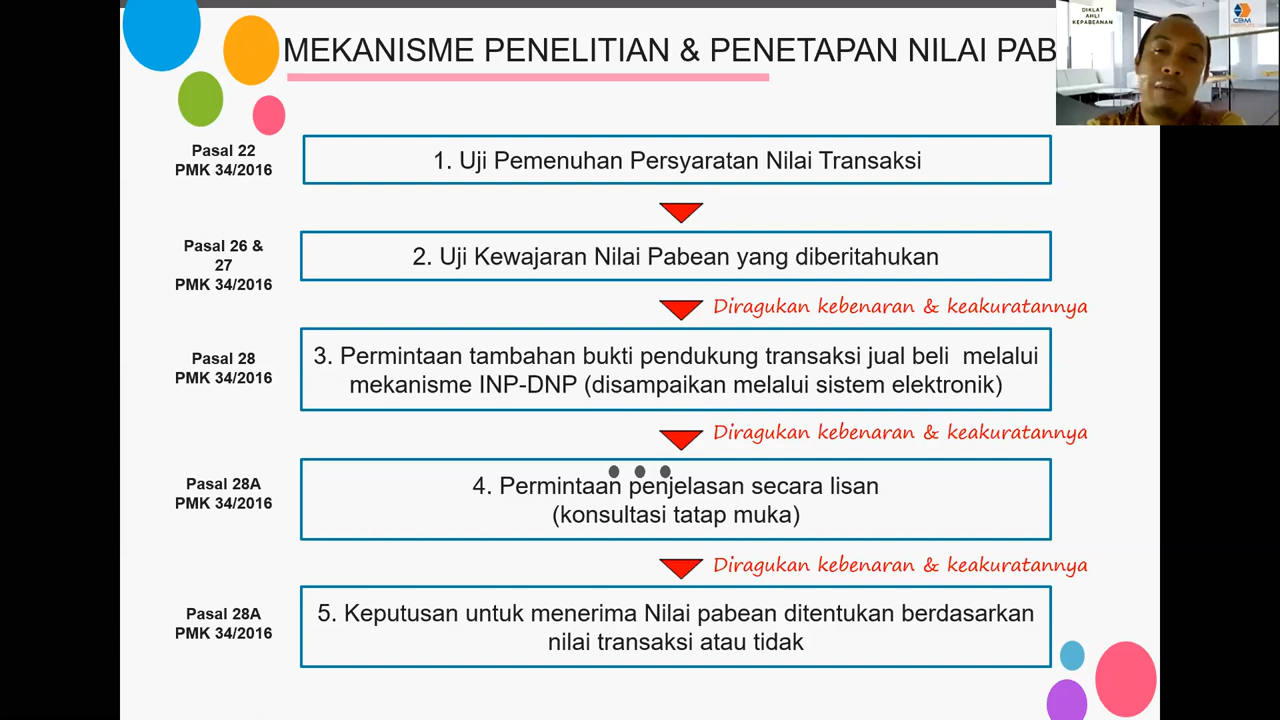 MEKANISME PENELITIAN & PENETAPAN NILAI PAB
DIKLAT
AHLI
KEPABEANAN
CBM
Pasal 22
PMK 34/2016
1. Uji Pemenuhan Persyaratan Nilai Transaksi
Pasal 26 &
27
PMK 34/2016
2. Uji Kewajaran Nilai Pabean yang diberitahukan
Diragukan kebenaran & keakuratannya
Pasal 28
PMK 34/2016
3. Permintaan tambahan bukti pendukung transaksi jual beli melalui
mekanisme INP-DNP (disampaikan melalui sistem elektronik)
Diragukan kebenaran & keakuratannya
Pasal 28A
PMK 34/2016
4. Permintaan penjelasan secara lisan
(konsultasi tatap muka)
Diragukan kebenaran & keakuratannya
Pasal 28A
PMK 34/2016
5. Keputusan untuk menerima Nilai pabean ditentukan berdasarkan
nilai transaksi atau tidak